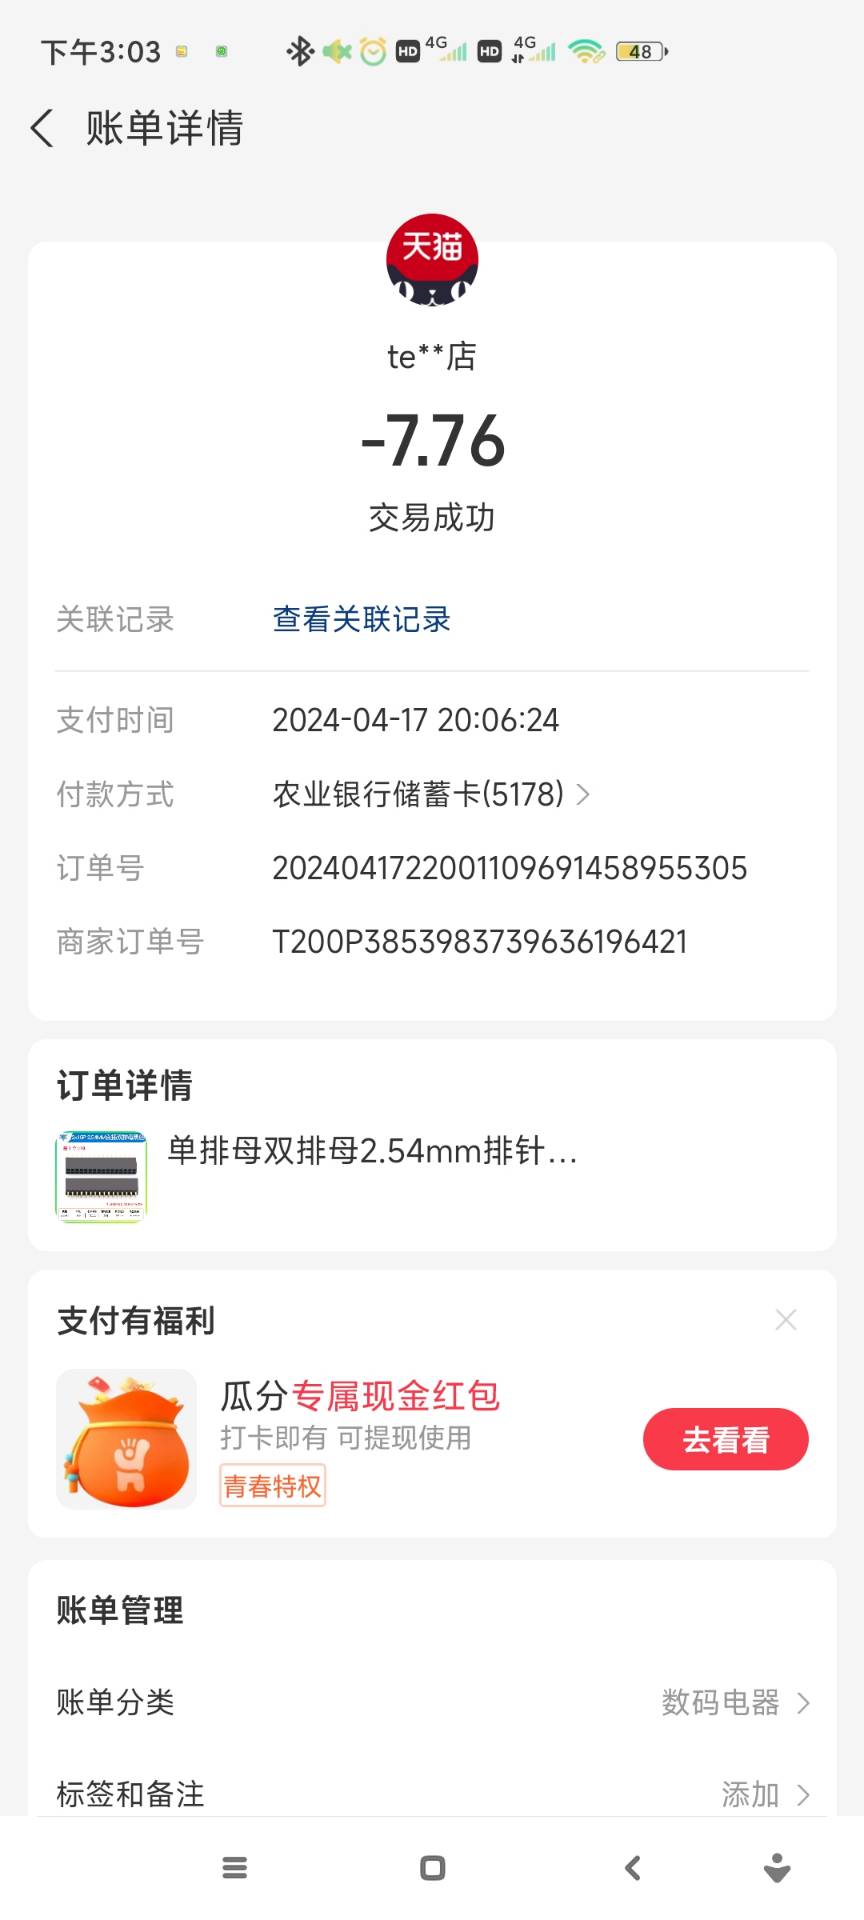 下午3:03
HD 4G HD 4G 48
账单详情
天猫
te**店
-7.76
交易成功
关联记录 查看关联记录
支付时间 2024-04-17 20:06:24
付款方式 农业银行储蓄卡(5178)
订单号 2024041722001109691458955305
商家订单号 T200P3853983739636196421
订单详情
单排母双排母2.54mm排针...
支付有福利
瓜分专属现金红包
打卡即有 可提现使用
去看看
青春特权
账单管理
账单分类 数码电器
标签和备注 添加